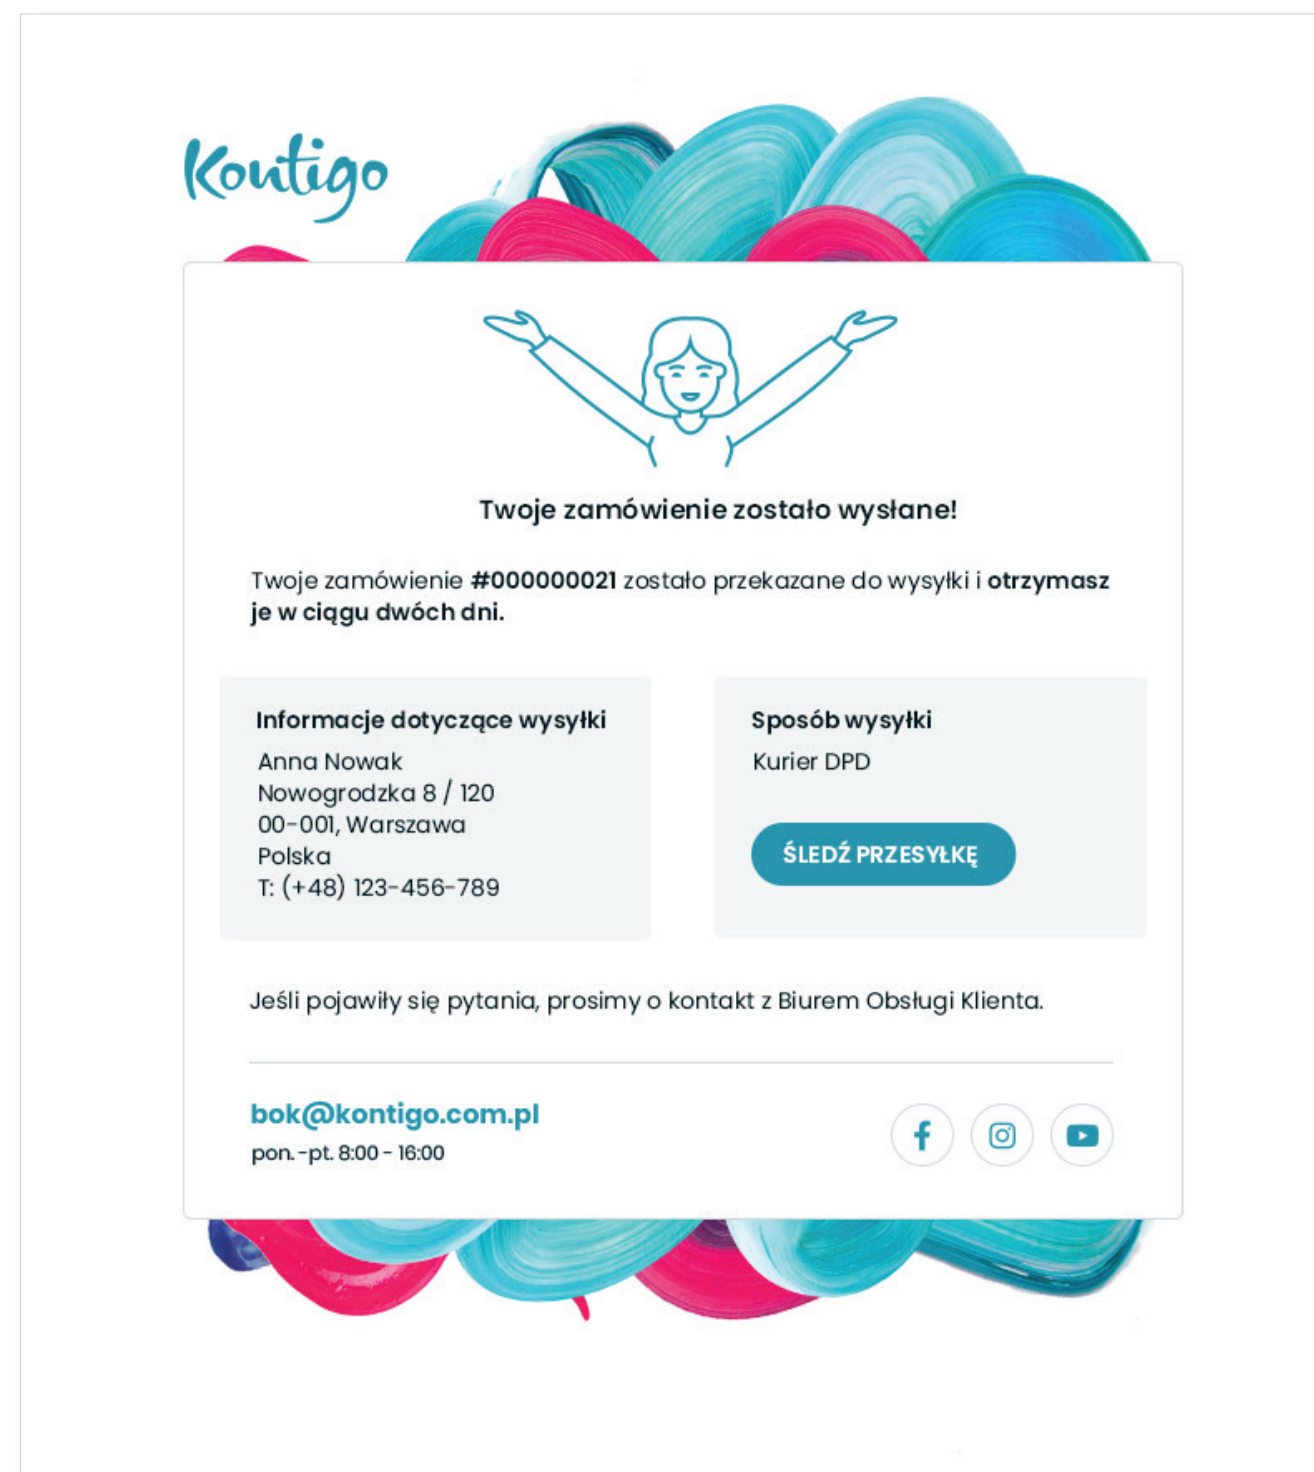 Kontigo
Twoje zamówienie zostało wysłane!
Twoje zamówienie #000000021 zostało przekazane do wysyłki i otrzymasz
je w ciągu dwóch dni.
Informacje dotyczące wysyłki
Anna Nowak
Nowogrodzka 8 / 120
00-001, Warszawa
Polska
T: (+48) 123-456-789
Sposób wysyłki
Kurier DPD
ŚLEDŹ PRZESYŁKĘ
Jeśli pojawiły się pytania, prosimy o kontakt z Biurem Obsługi Klienta.
bok@kontigo.com.pl
pon.-pt. 8:00 - 16:00